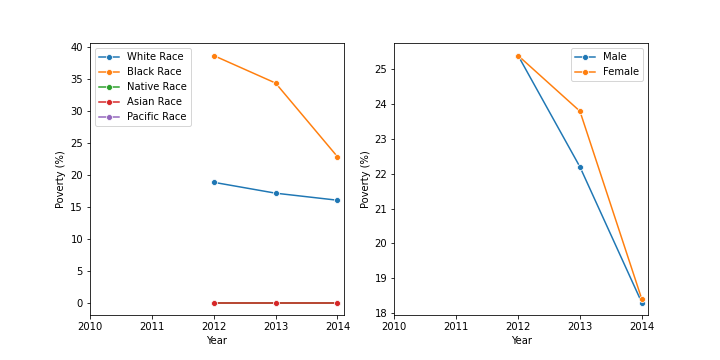 White Race
Black Race
Native Race
Asian Race
Pacific Race
40
35
30
25
20
15
10
5
0
Poverty (%)
2010 2011 2012 2013 2014
Year
Male
Female
25
24
23
22
21
20
19
18
Poverty (%)
2010 2011 2012 2013 2014
Year